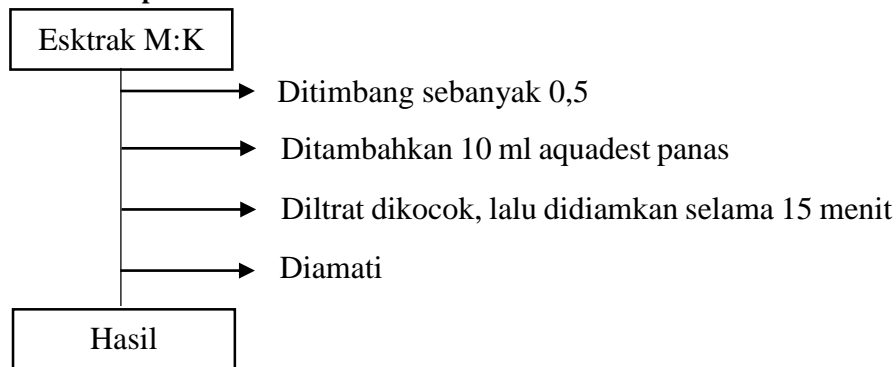 Esktrak M:K
Ditimbang sebanyak 0,5
Ditambahkan 10 ml aquadest panas
Diltrat dikocok, lalu didiamkan selama 15 menit
Diamati
Hasil